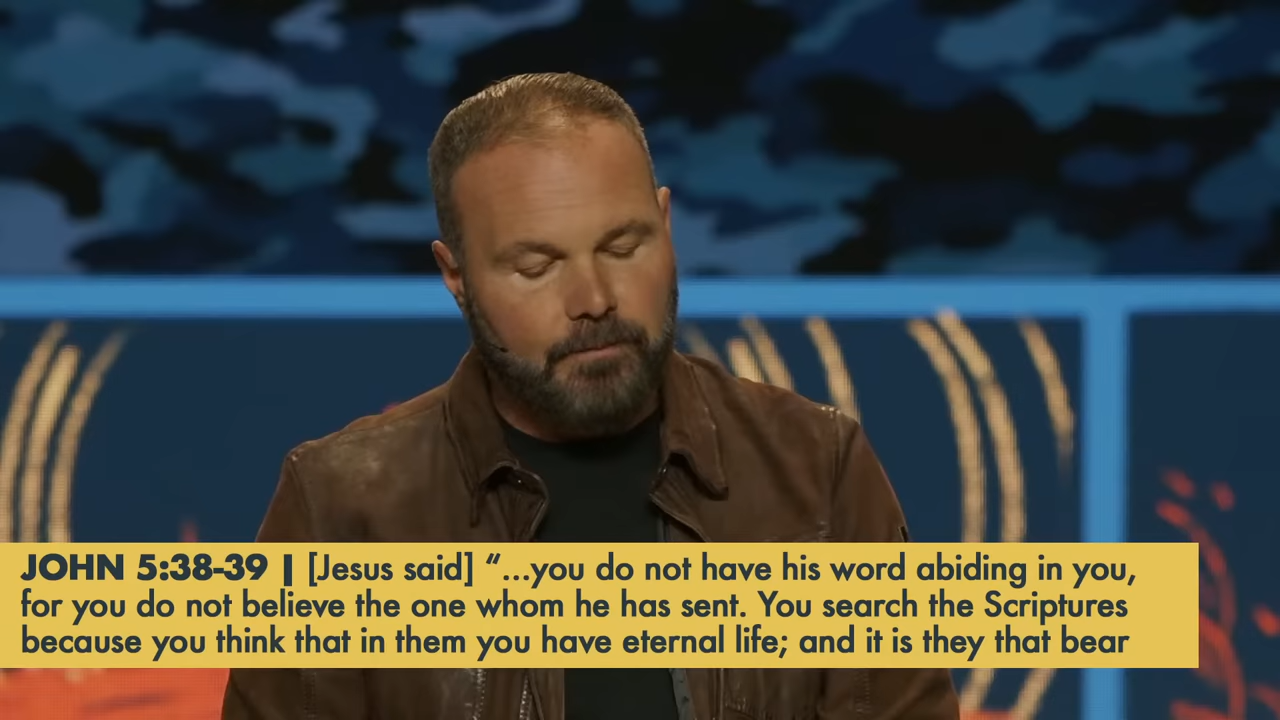 JOHN 5:38-39 | [Jesus said] “...you do not have his word abiding in you,
for you do not believe the one whom he has sent. You search the Scriptures
because you think that in them you have eternal life; and it is they that bear